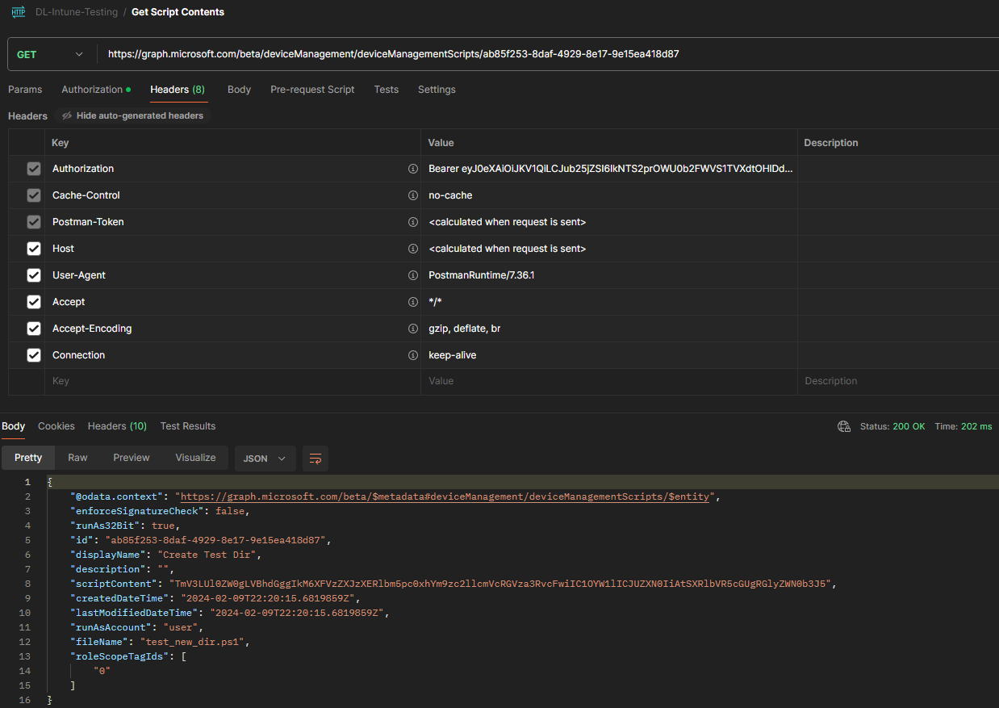 HTTP DL-Intune-Testing / Get Script Contents
GET https://graph.microsoft.com/beta/deviceManagement/deviceManagementScripts/ab85f253-8daf-4929-8e17-9e15ea418d87
Params Authorization Headers (8) Body Pre-request Script Tests Settings
Headers Hide auto-generated headers
Key Value Description
Authorization Bearer eyJ0eXAiOiJKV1QiLCJub25jZSI6IkNTS2prOWU0b2FWVS1TVXdtOHlDd...
Cache-Control no-cache
Postman-Token <calculated when request is sent>
Host <calculated when request is sent>
User-Agent PostmanRuntime/7.36.1
Accept */*
Accept-Encoding gzip, deflate, br
Connection keep-alive
Key Value Description
Body Cookies Headers (10) Test Results Status: 200 OK Time: 202 ms
Pretty Raw Preview Visualize JSON
1 {
2 "@odata.context": "https://graph.microsoft.com/beta/$metadata#deviceManagement/deviceManagementScripts/$entity",
3 "enforceSignatureCheck": false,
4 "runAs32Bit": true,
5 "id": "ab85f253-8daf-4929-8e17-9e15ea418d87",
6 "displayName": "Create Test Dir",
7 "description": "",
8 "scriptContent": "TmV3LUl0ZW0gLVBhdGggIkM6XFVzZXJzXERlbm5pc0xhYm9zc2llcmVcRGVza3RvcFwiIC1OYW1lICJUZXN0IiAtSXRlbVR5cGUgRGlyZWN0b3J5",
9 "createdDateTime": "2024-02-09T22:20:15.6819859Z",
10 "lastModifiedDateTime": "2024-02-09T22:20:15.6819859Z",
11 "runAsAccount": "user",
12 "fileName": "test_new_dir.ps1",
13 "roleScopeTagIds": [
14 "0"
15 ]
16 }